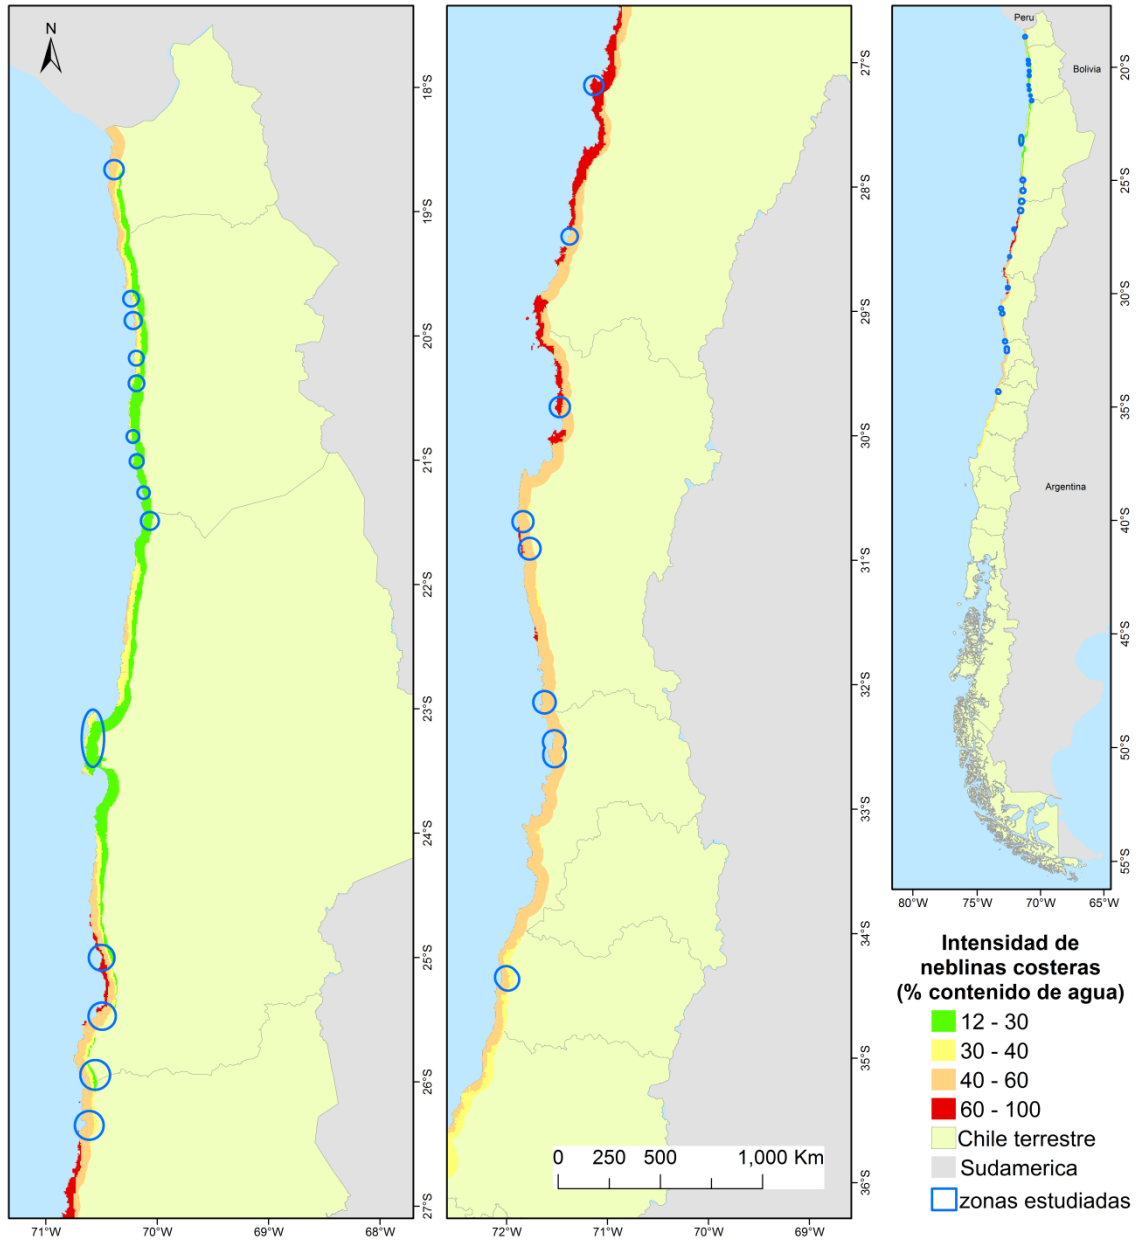 N
18°S
19°S
20°S
21°S
22°S
23°S
24°S
25°S
26°S
27°S
71°W
70°W
69°W
68°W
27°S
28°S
29°S
30°S
31°S
32°S
33°S
34°S
35°S
36°S
0 250 500 1,000 Km
72°W
71°W
70°W
69°W
Peru
Bolivia
Argentina
20°S
25°S
30°S
35°S
40°S
45°S
50°S
55°S
80°W
75°W
70°W
65°W
Intensidad de
neblinas costeras
(% contenido de agua)
12 - 30
30 - 40
40 - 60
60 - 100
Chile terrestre
Sudamerica
zonas estudiadas